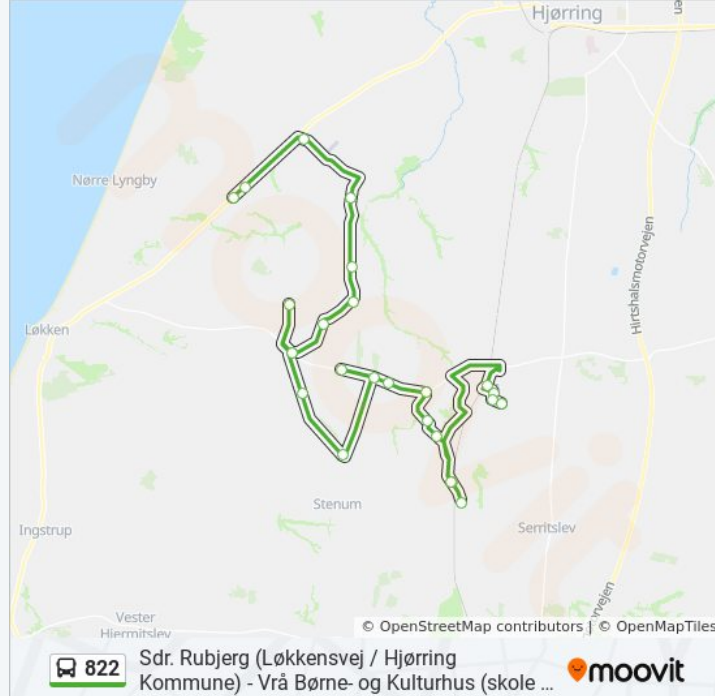 Hjørring
Nørre Lyngby
Hirtshalsmotorvejen
Løkken
Stenum
Ingstrup
Serritslev
Vester
Hjermitslev
© OpenStreetMap contributors | © OpenMapTiles
822
Sdr. Rubjerg (Løkkensvej / Hjørring
Kommune) - Vrå Børne- og Kulturhus (skole ...
moovit